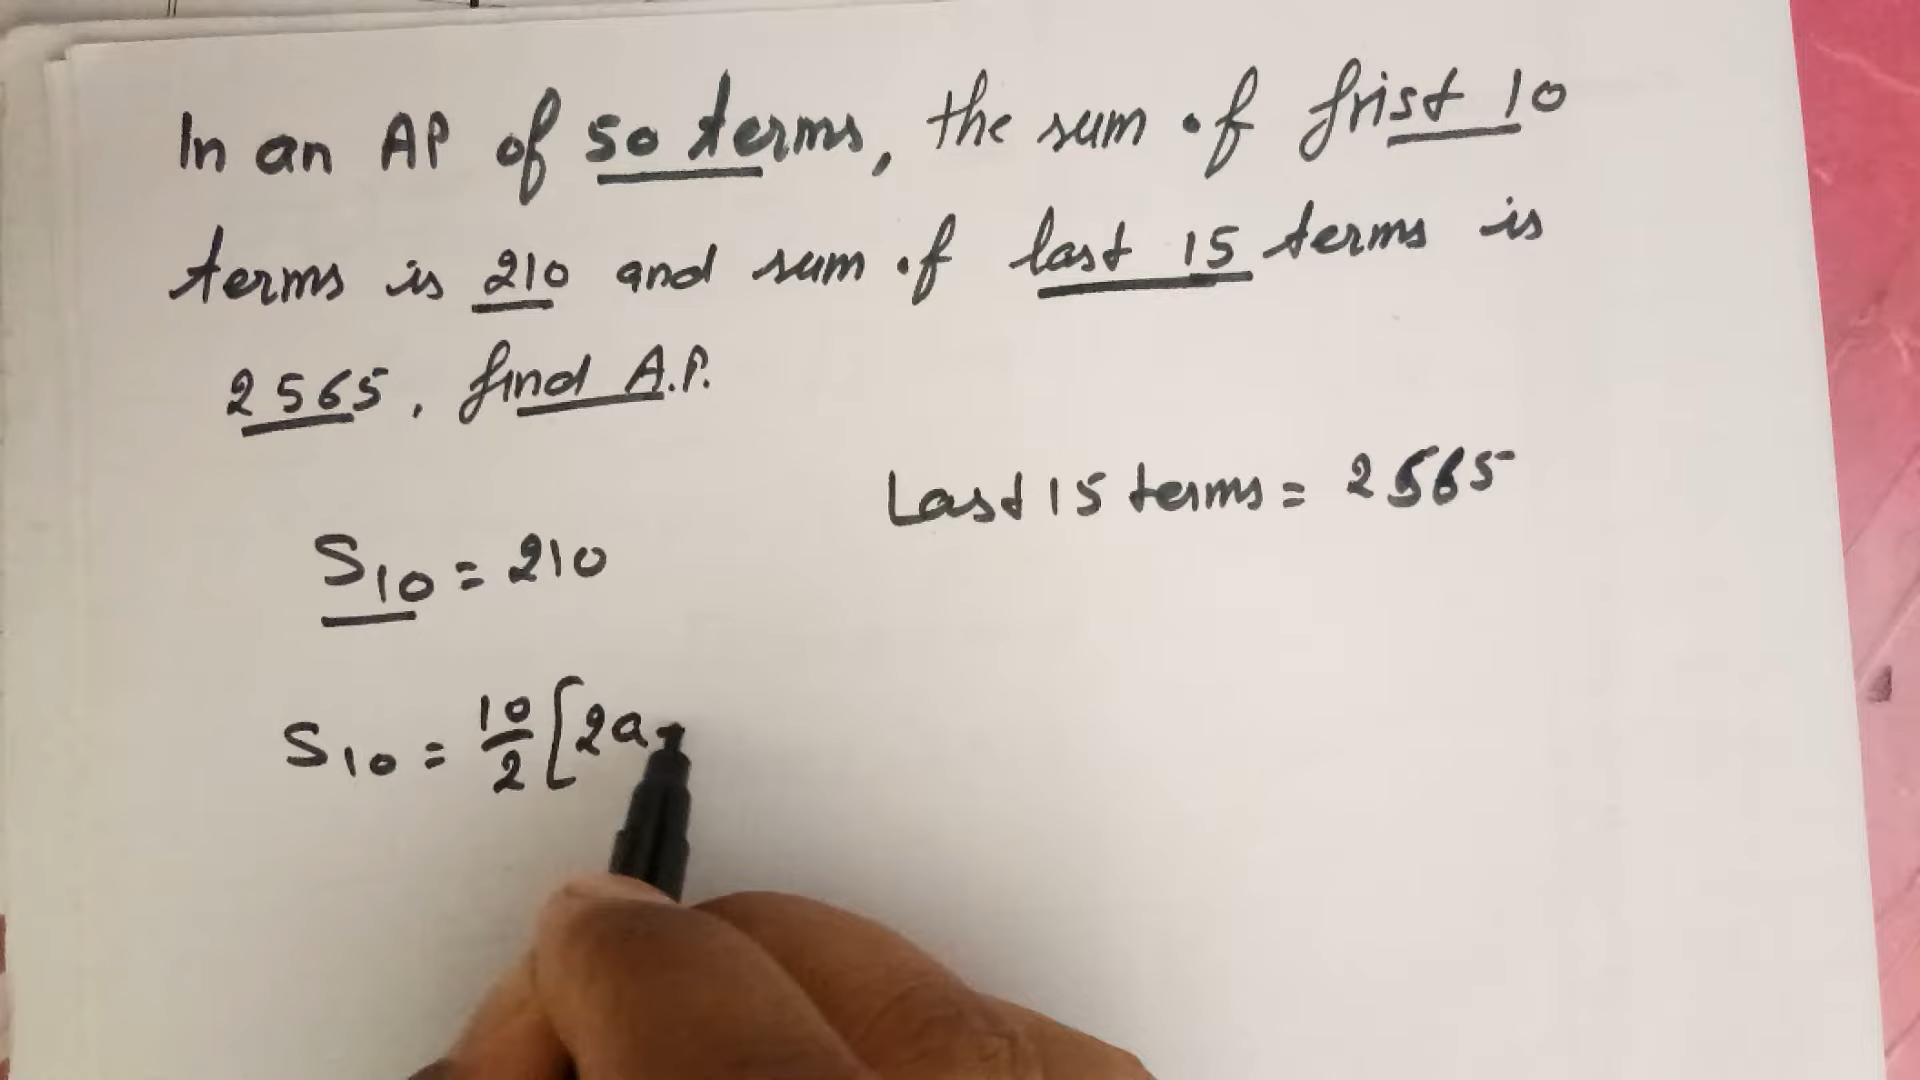 In an AP of 50 terms, the sum of frist 10
terms is 210 and sum of last 15 terms is
2565, find A.P.
Last 15 terms = 2565
S10 = 210
S10 = 10/2 [2a